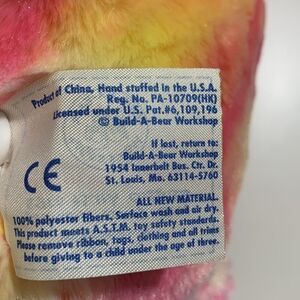 Product of China, Hand stuffed in the U.S.A.
Reg. No. PA-10709(HK)
Licensed under U.S. Pat.#6,109,196
© Build-A-Bear Workshop
If lost, return to:
Build-A-Bear Workshop
1954 Innerbelt Bus. Ctr. Dr.
St. Louis, Mo. 63114-5760
CE
ALL NEW MATERIAL.
100% polyester fibers. Surface wash and air dry.
This product meets A.S.T.M. toy safety standards.
Please remove ribbon, tags, clothing and all trims
before giving to a child under the age of three.